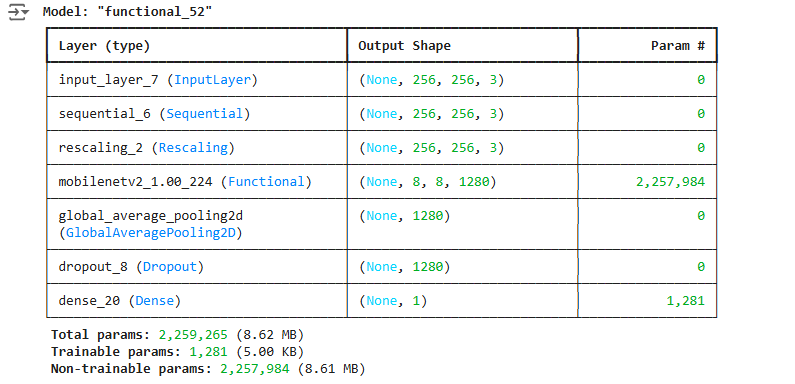 Model: "functional_52"
Layer (type) Output Shape Param #
input_layer_7 (InputLayer) (None, 256, 256, 3) 0
sequential_6 (Sequential) (None, 256, 256, 3) 0
rescaling_2 (Rescaling) (None, 256, 256, 3) 0
mobilenetv2_1.00_224 (Functional) (None, 8, 8, 1280) 2,257,984
global_average_pooling2d (None, 1280) 0
(GlobalAveragePooling2D)
dropout_8 (Dropout) (None, 1280) 0
dense_20 (Dense) (None, 1) 1,281
Total params: 2,259,265 (8.62 MB)
Trainable params: 1,281 (5.00 KB)
Non-trainable params: 2,257,984 (8.61 MB)